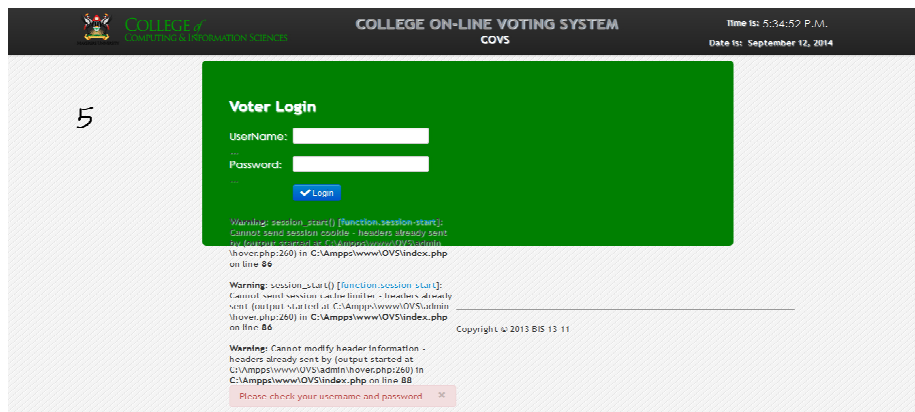 COLLEGE of
COMPUTING & INFORMATION SCIENCES
COLLEGE ON-LINE VOTING SYSTEM
COVS
Time is: 5:34:52 P.M.
Date is: September 12, 2014
5
Voter Login
UserName:
...
Password:
...
Login
Warning: session_start() [function.session-start]:
Cannot send session cookie - headers already sent
by (output started at C:\Ampps\www\OVS\admin
\hover.php:260) in C:\Ampps\www\OVS\index.php
on line 86
Warning: session_start() [function.session-start]:
Cannot send session cache limiter - headers already
sent (output started at C:\Ampps\www\OVS\admin
\hover.php:260) in C:\Ampps\www\OVS\index.php
on line 86
Copyright © 2013 BIS 13-11
Warning: Cannot modify header information -
headers already sent by (output started at
C:\Ampps\www\OVS\admin\hover.php:260) in
C:\Ampps\www\OVS\index.php on line 88
Please check your username and password ×